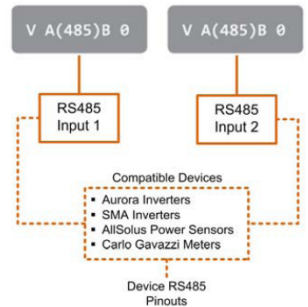 V A(485)B 0
V A(485)B 0
RS485
Input 1
RS485
Input 2
Compatible Devices
▪ Aurora Inverters
▪ SMA Inverters
▪ AllSolus Power Sensors
▪ Carlo Gavazzi Meters
Device RS485
Pinouts